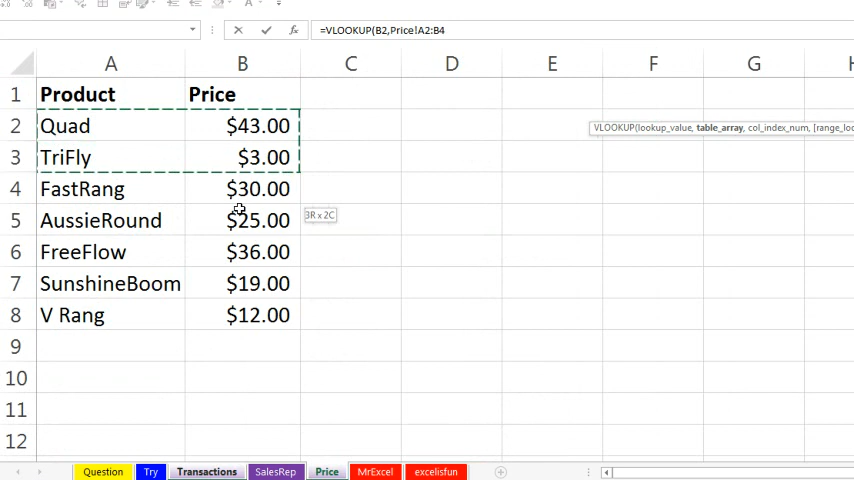 =VLOOKUP(B2,Price!A2:B4
A B C D E F G H
1 Product Price
2 Quad $43.00
VLOOKUP(lookup_value, table_array, col_index_num, [range_loo
3 TriFly $3.00
4 FastRang $30.00
3R x 2C
5 AussieRound $25.00
6 FreeFlow $36.00
7 SunshineBoom $19.00
8 V Rang $12.00
9
10
11
12
Question Try Transactions SalesRep Price MrExcel excelisfun